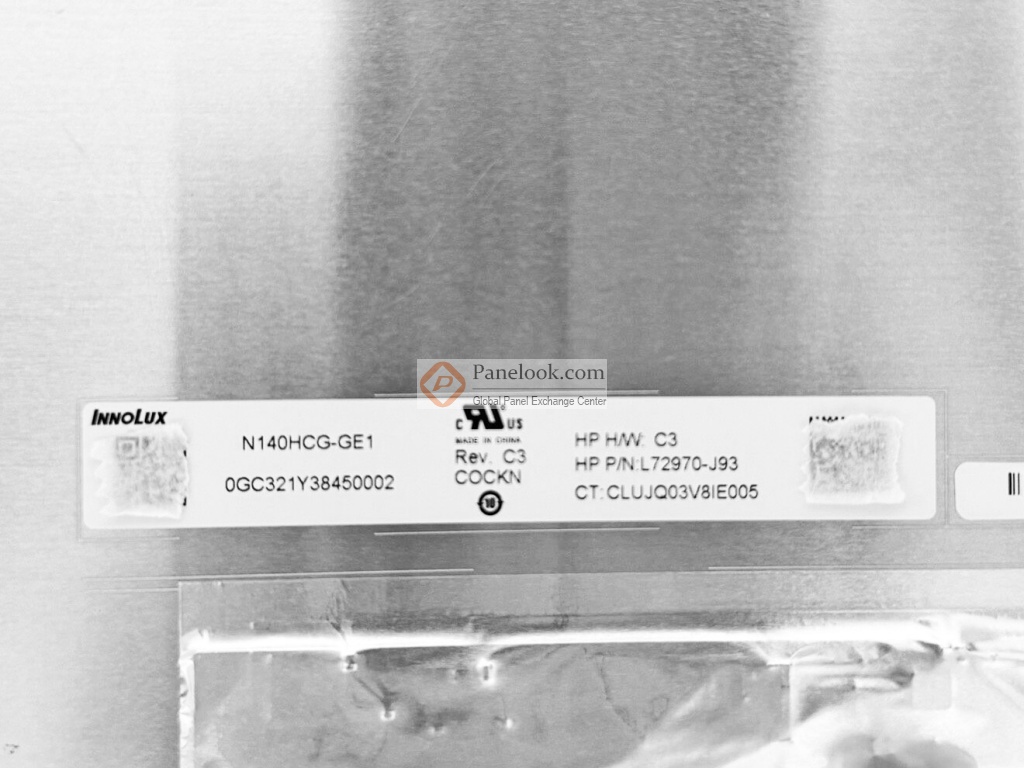 Panelook.com
Global Panel Exchange Center
INNOLUX
N140HCG-GE1
0GC321Y38450002
C US
MADE IN CHINA
Rev. C3
COCKN
10
HP H/W: C3
HP P/N:L72970-J93
CT:CLUJQ03V8IE005